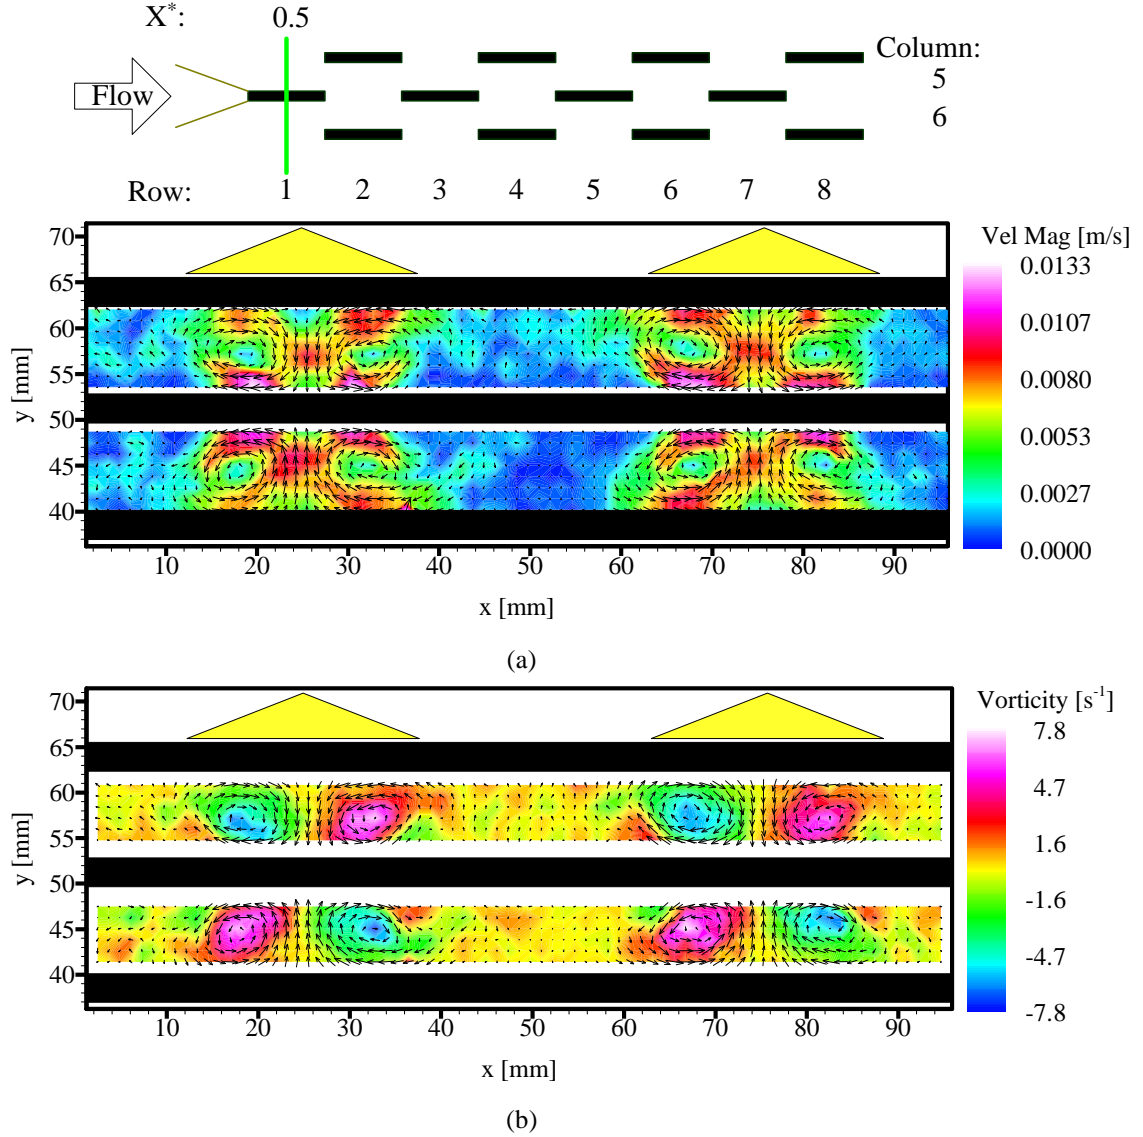 X*: 0.5
Column:
5
6
Flow
Row: 1 2 3 4 5 6 7 8
Vel Mag [m/s]
70
65
60
55
50
45
40
y [mm]
0.0133
0.0107
0.0080
0.0053
0.0027
0.0000
10 20 30 40 50 60 70 80 90
x [mm]
(a)
Vorticity [s-1]
70
65
60
55
50
45
40
y [mm]
7.8
4.7
1.6
-1.6
-4.7
-7.8
10 20 30 40 50 60 70 80 90
x [mm]
(b)